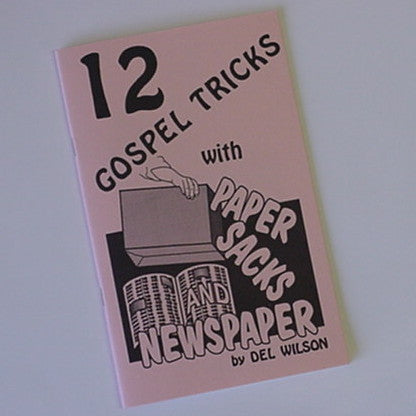 12
GOSPEL TRICKS
with
PAPER
SACKS
AND
NEWSPAPER
by DEL WILSON